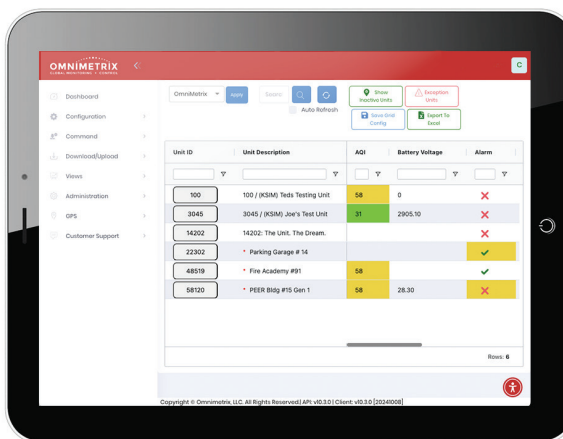 OMNIMETRIX
GLOBAL MONITORING + CONTROL
C
Dashboard
Configuration
Command
Download/Upload
Views
Administration
GPS
Customer Support
OmniMetrix
Apply
Search
Auto Refresh
Show
Inactive Units
Exception
Units
Save Grid
Config
Export To
Excel
Unit ID Unit Description AQI Battery Voltage Alarm
100 100 / (KSIM) Teds Testing Unit 58 0
3045 3045 / (KSIM) Joe's Test Unit 31 2905.10
14202 14202: The Unit. The Dream.
22302 * Parking Garage # 14
48519 * Fire Academy #91 58
58120 * PEER Bldg #15 Gen 1 58 28.30
Rows: 6
Copyright © Omnimetrix, LLC. All Rights Reserved.| API: v10.3.0 | Client: v10.3.0 [20241008]